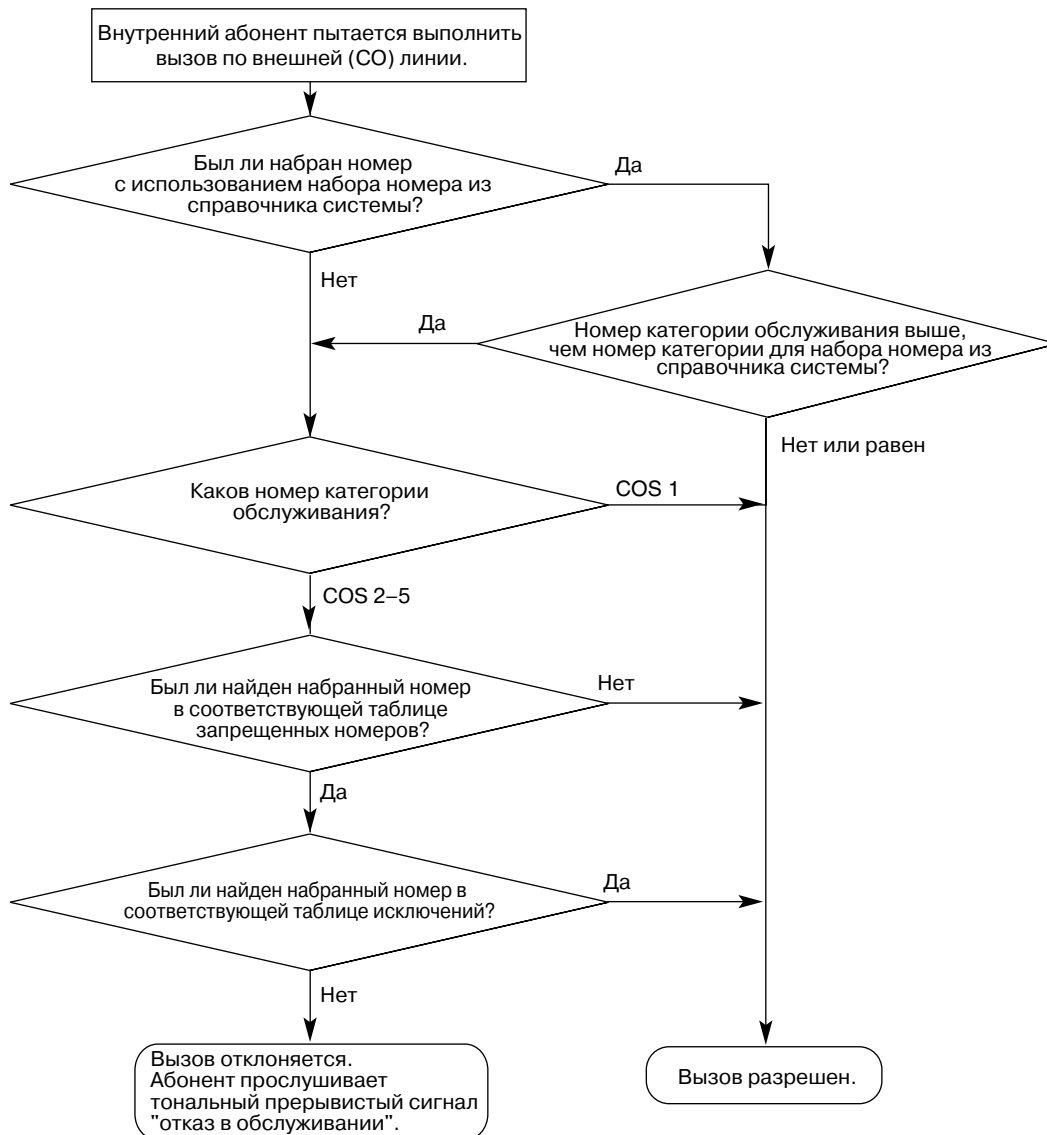 Внутренний абонент пытается выполнить
вызов по внешней (СО) линии.
Был ли набран номер
с использованием набора номера из
справочника системы?
Да
Нет
Да
Номер категории обслуживания выше,
чем номер категории для набора номера из
справочника системы?
Нет или равен
Каков номер категории
обслуживания?
COS 1
COS 2–5
Был ли найден набранный номер
в соответствующей таблице
запрещенных номеров?
Нет
Да
Был ли найден набранный номер в
соответствующей таблице исключений?
Да
Нет
Вызов отклоняется.
Абонент прослушивает
тональный прерывистый сигнал
"отказ в обслуживании".
Вызов разрешен.